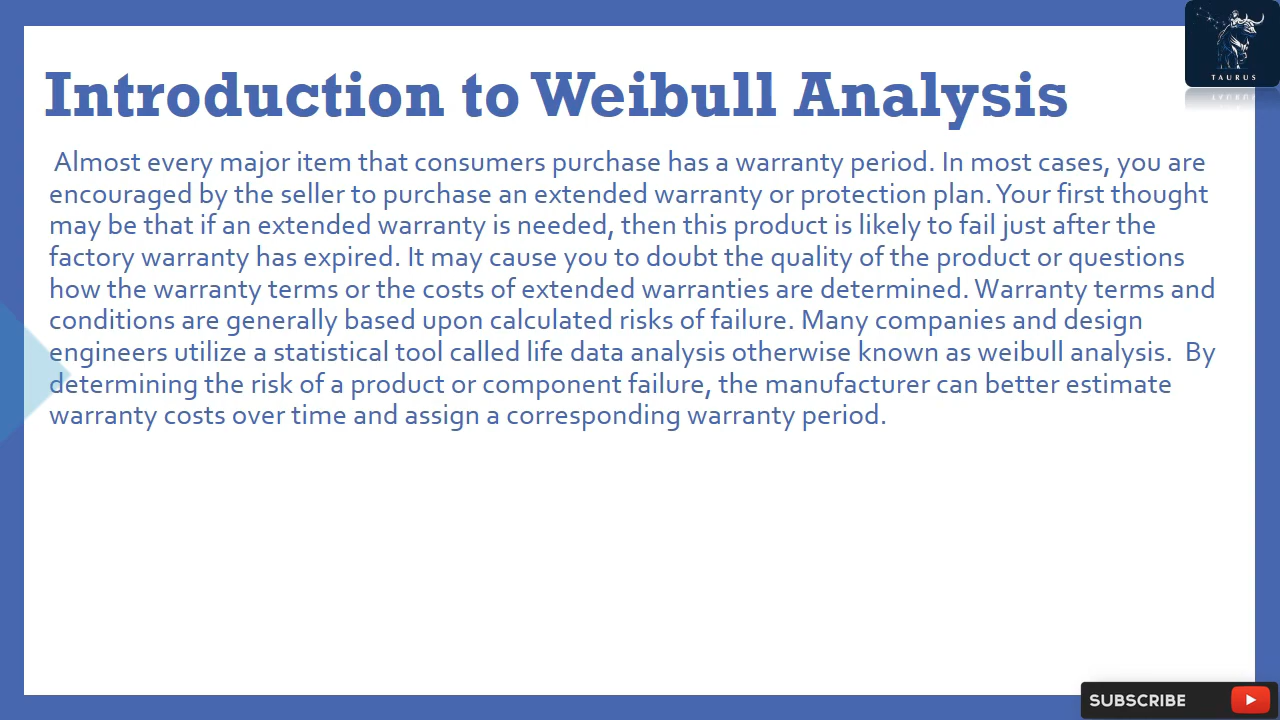 TAURUS
Introduction to Weibull Analysis
Almost every major item that consumers purchase has a warranty period. In most cases, you are
encouraged by the seller to purchase an extended warranty or protection plan. Your first thought
may be that if an extended warranty is needed, then this product is likely to fail just after the
factory warranty has expired. It may cause you to doubt the quality of the product or questions
how the warranty terms or the costs of extended warranties are determined. Warranty terms and
conditions are generally based upon calculated risks of failure. Many companies and design
engineers utilize a statistical tool called life data analysis otherwise known as weibull analysis.  By
determining the risk of a product or component failure, the manufacturer can better estimate
warranty costs over time and assign a corresponding warranty period.
SUBSCRIBE